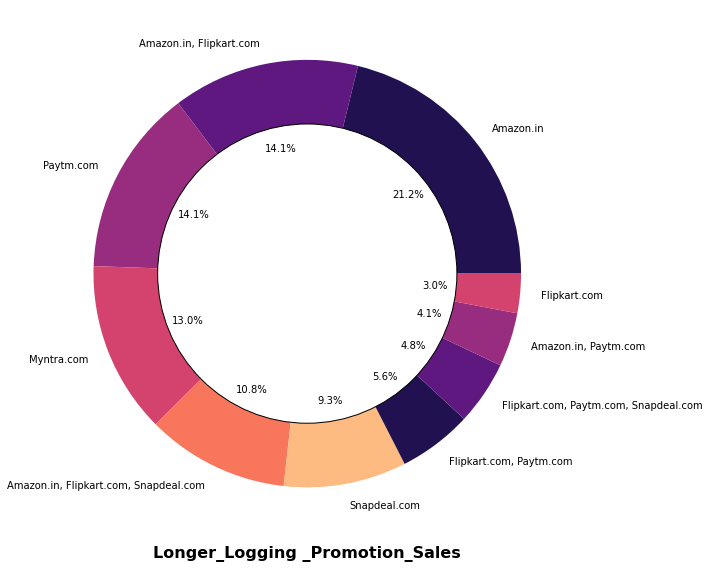 Amazon.in, Flipkart.com
Amazon.in
14.1%
Paytm.com
21.2%
14.1%
3.0%
Flipkart.com
4.1%
13.0%
4.8%
Amazon.in, Paytm.com
Myntra.com
5.6%
10.8%
9.3%
Flipkart.com, Paytm.com, Snapdeal.com
Flipkart.com, Paytm.com
Amazon.in, Flipkart.com, Snapdeal.com
Snapdeal.com
Longer_Logging _Promotion_Sales